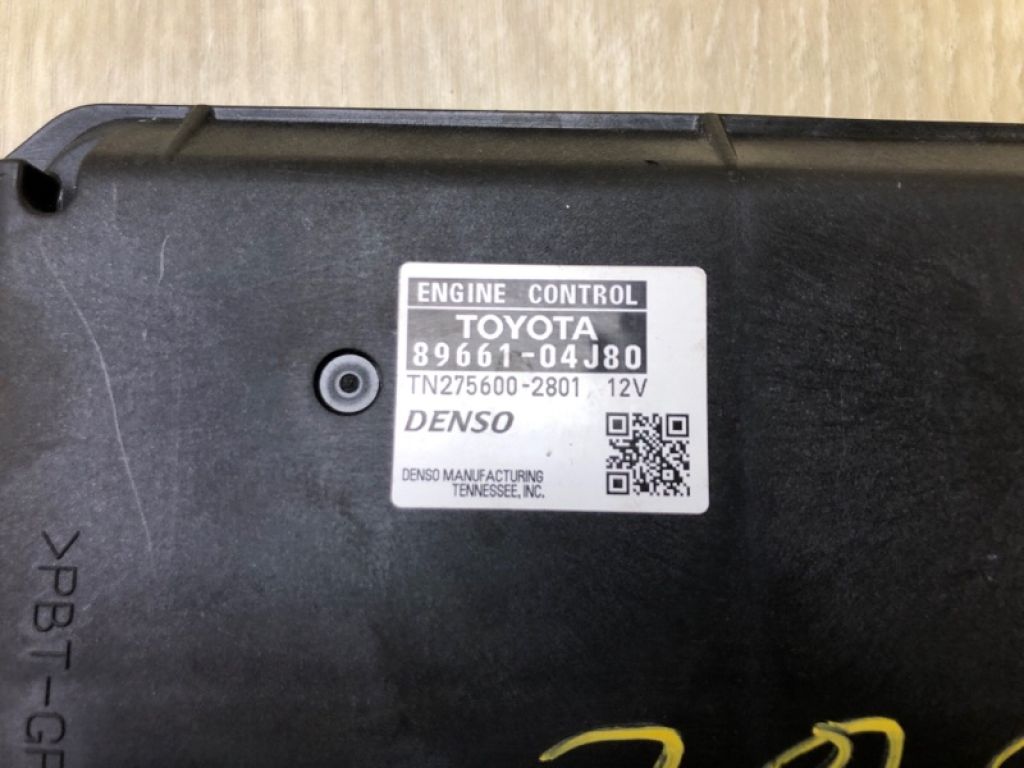 ENGINE CONTROL
TOYOTA
89661-04J80
TN275600-2801 12V
DENSO
DENSO MANUFACTURING
TENNESSEE, INC.
>PBT-GF